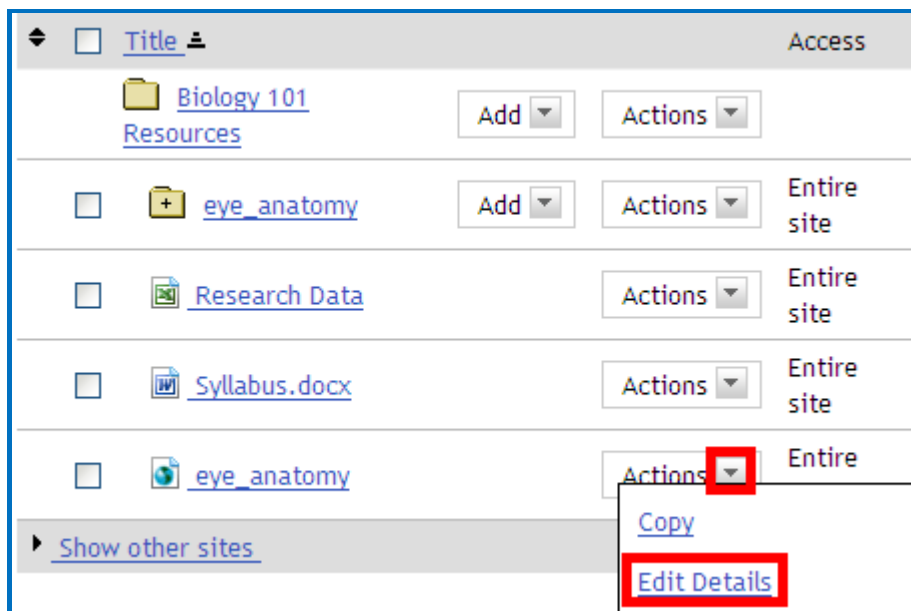 Title Access
Biology 101
Resources Add Actions
eye_anatomy Add Actions Entire
site
Research Data Actions Entire
site
Syllabus.docx Actions Entire
site
eye_anatomy Actions Entire
Copy
Show other sites
Edit Details